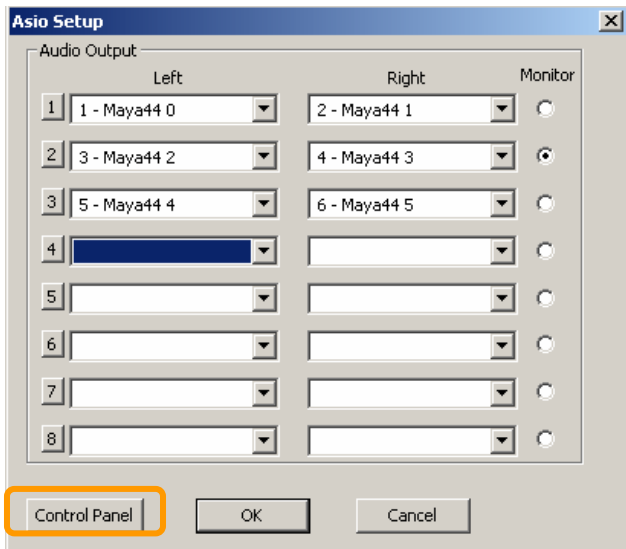 Asio Setup
Audio Output
Left Right Monitor
1 1 - Maya44 0 2 - Maya44 1
2 3 - Maya44 2 4 - Maya44 3
3 5 - Maya44 4 6 - Maya44 5
4
5
6
7
8
Control Panel OK Cancel